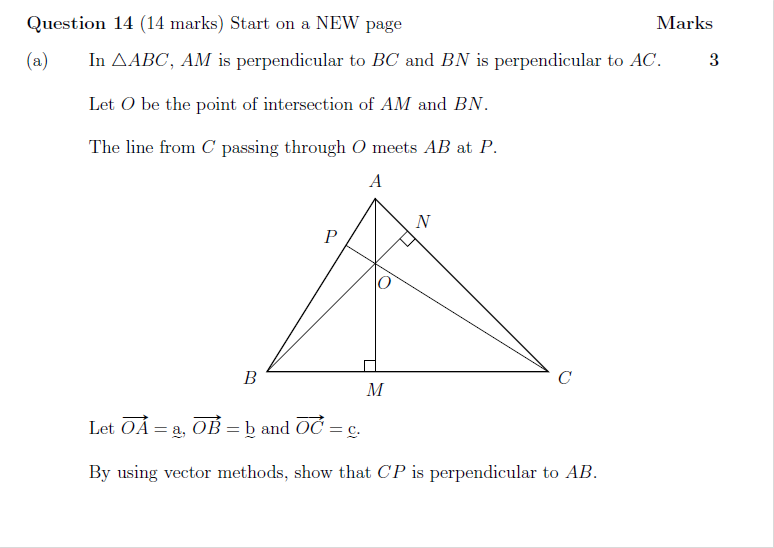 Question 14 (14 marks) Start on a NEW page Marks
(a) In △ABC, AM is perpendicular to BC and BN is perpendicular to AC. 3
Let O be the point of intersection of AM and BN.
The line from C passing through O meets AB at P.
A
N
P
O
B
C
M
Let \overrightarrow{OA} = \underset{\sim}{a}, \overrightarrow{OB} = \underset{\sim}{b} and \overrightarrow{OC} = \underset{\sim}{c}.
By using vector methods, show that CP is perpendicular to AB.